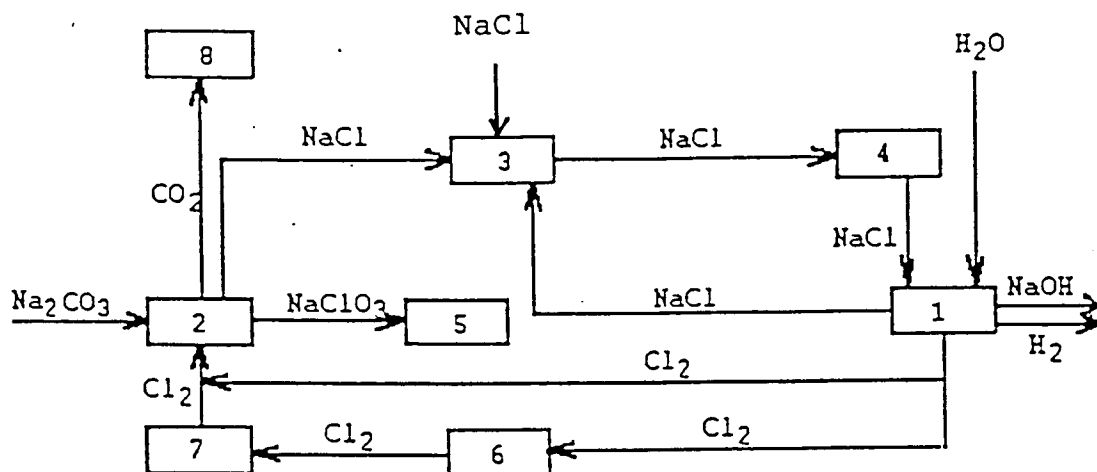 NaCl
H2O
8
NaCl
3
NaCl
4
CO2
NaCl
Na2CO3
2
NaClO3
5
NaCl
1
NaOH
H2
Cl2
Cl2
7
Cl2
6
Cl2